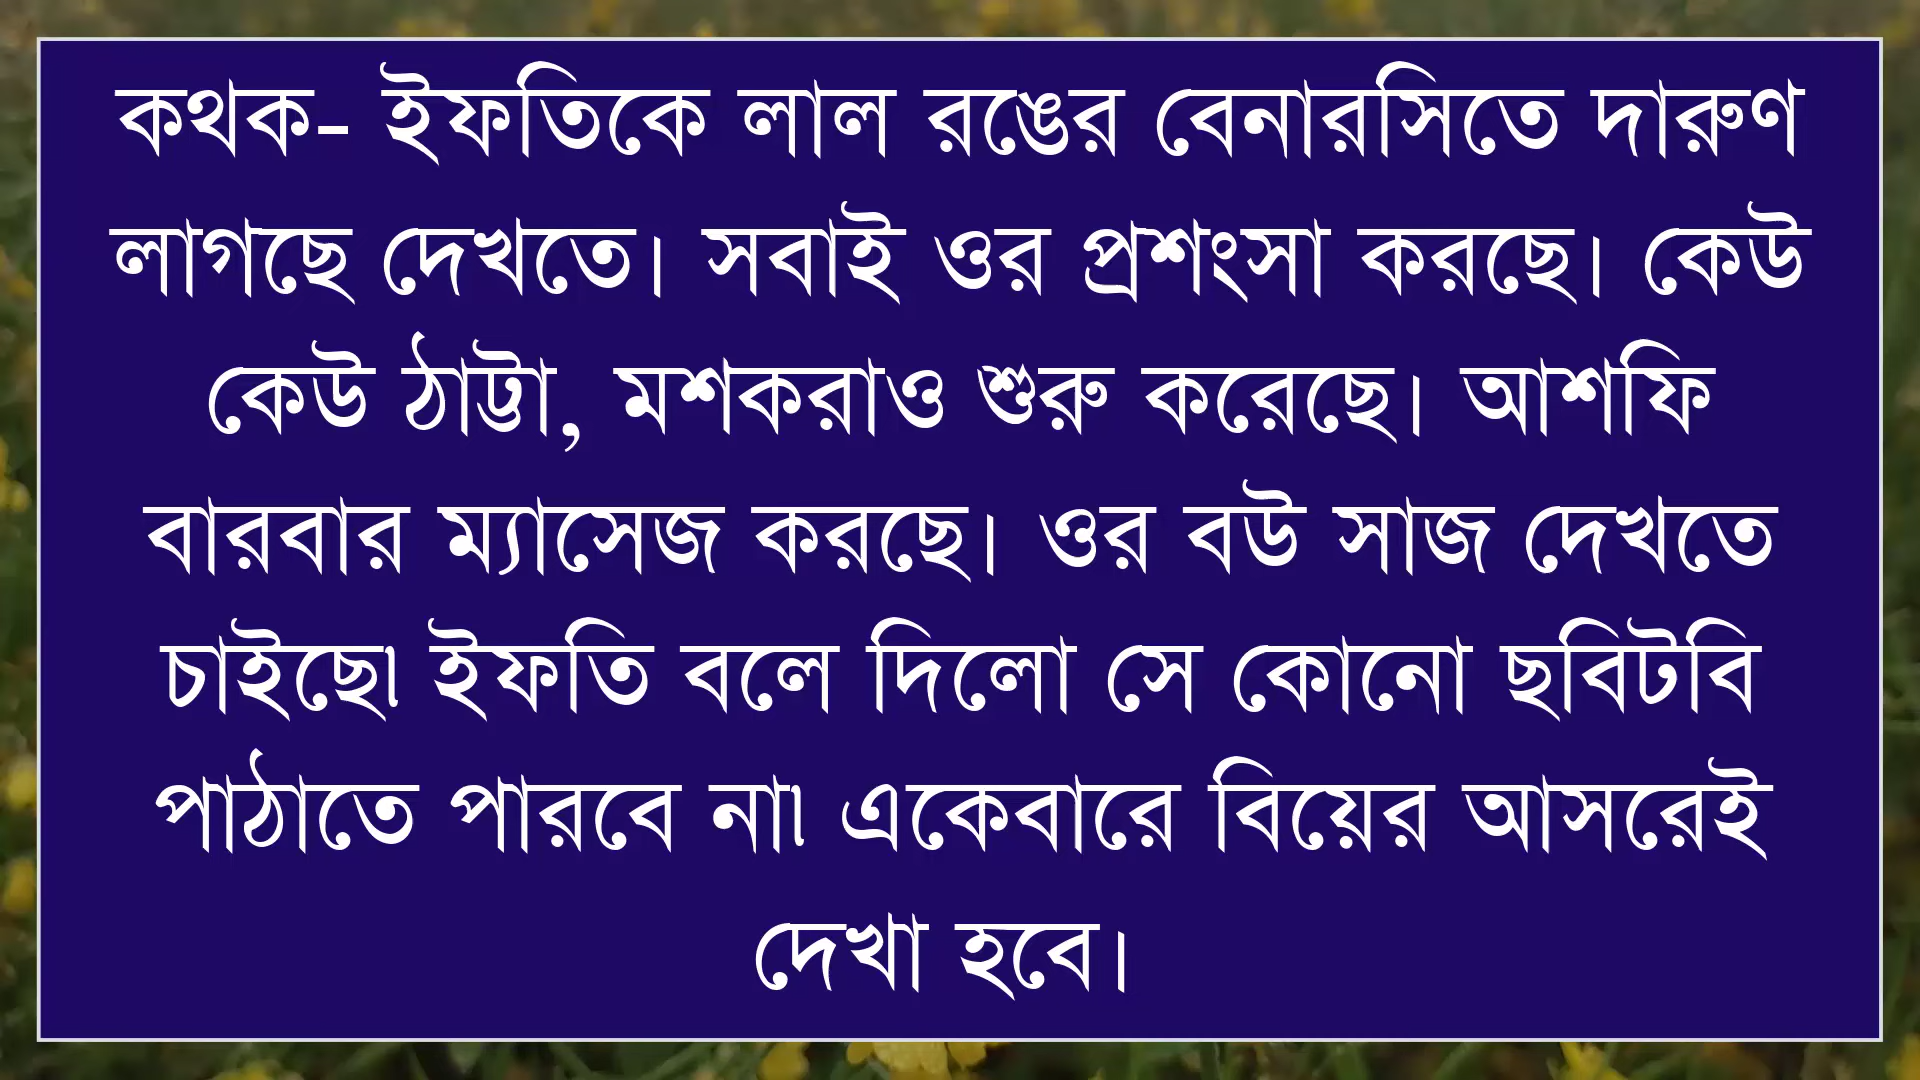 কথক- ইফতিকে লাল রঙের বেনারসিতে দারুণ
লাগছে দেখতে। সবাই ওর প্রশংসা করছে। কেউ
কেউ ঠাট্টা, মশকরাও শুরু করেছে। আশফি
বারবার ম্যাসেজ করছে। ওর বউ সাজ দেখতে
চাইছে৷ ইফতি বলে দিলো সে কোনো ছবিটবি
পাঠাতে পারবে না৷ একেবারে বিয়ের আসরেই
দেখা হবে।